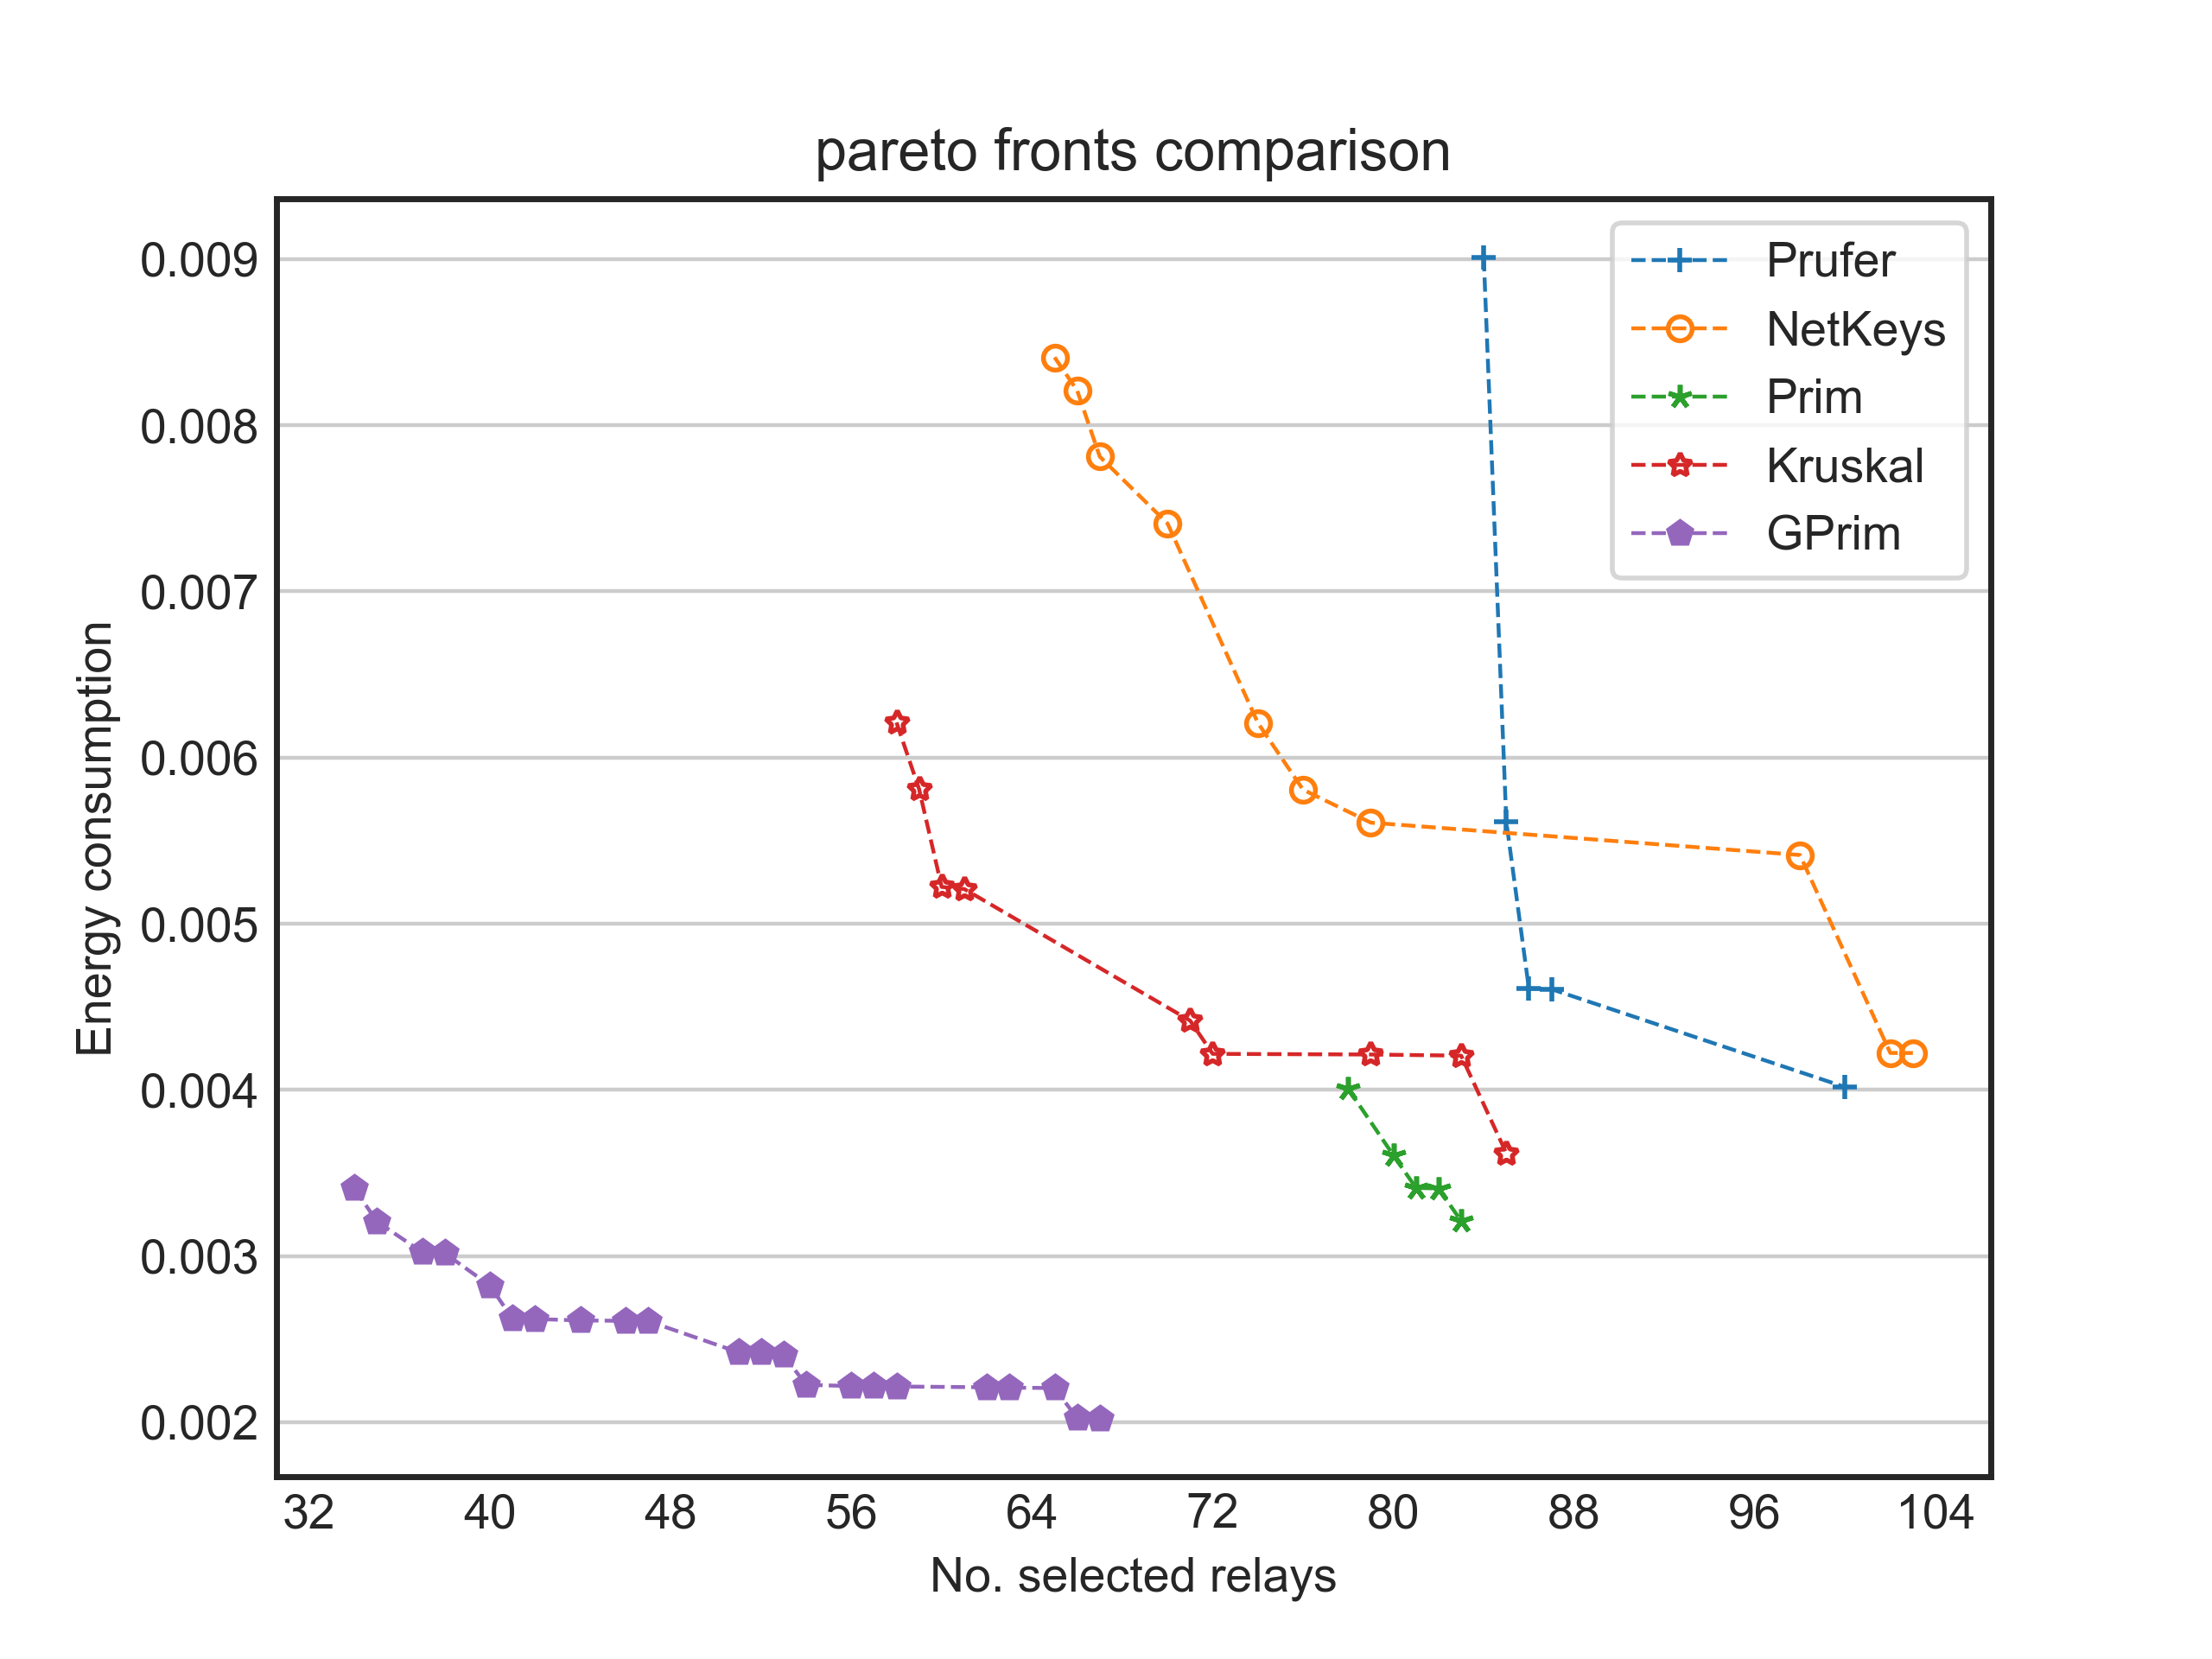 pareto fronts comparison
0.009
0.008
0.007
0.006
0.005
0.004
0.003
0.002
Energy consumption
Prufer
NetKeys
Prim
Kruskal
GPrim
32 40 48 56 64 72 80 88 96 104
No. selected relays